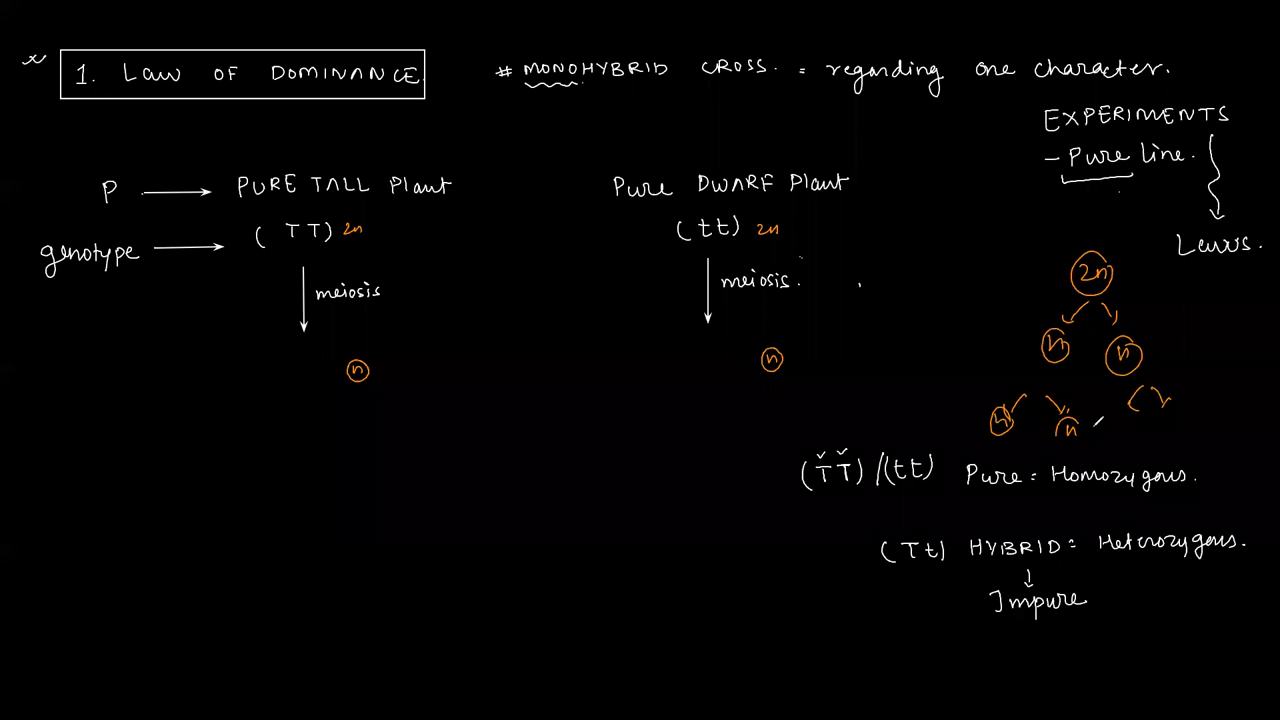 1. LAW OF DOMINANCE
# MONOHYBRID CROSS. = regarding one character.
EXPERIMENTS
- Pure line.
Laws.
P → PURE TALL Plant
Pure DWARF Plant
genotype → (TT) 2n
(tt) 2n
meiosis
meiosis.
n
n
2n
n n
n n
(TT)/(tt) Pure = Homozygous.
(Tt) HYBRID = Heterozygous.
↓
Impure